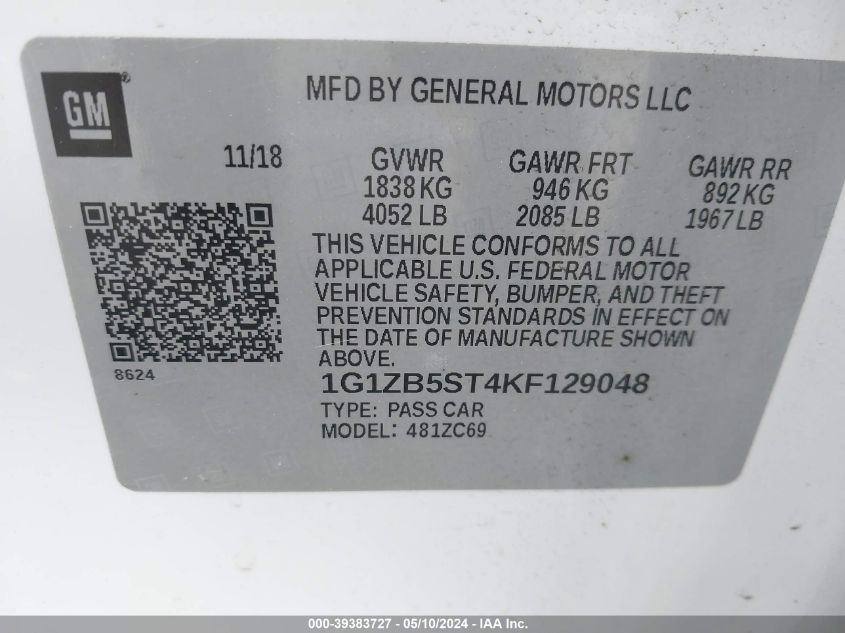 GM®
MFD BY GENERAL MOTORS LLC
11/18
GVWR GAWR FRT GAWR RR
1838 KG 946 KG 892 KG
4052 LB 2085 LB 1967 LB
THIS VEHICLE CONFORMS TO ALL
APPLICABLE U.S. FEDERAL MOTOR
VEHICLE SAFETY, BUMPER, AND THEFT
PREVENTION STANDARDS IN EFFECT ON
THE DATE OF MANUFACTURE SHOWN
ABOVE.
8624
1G1ZB5ST4KF129048
TYPE: PASS CAR
MODEL: 481ZC69
000-39383727 - 05/10/2024 - IAA Inc.